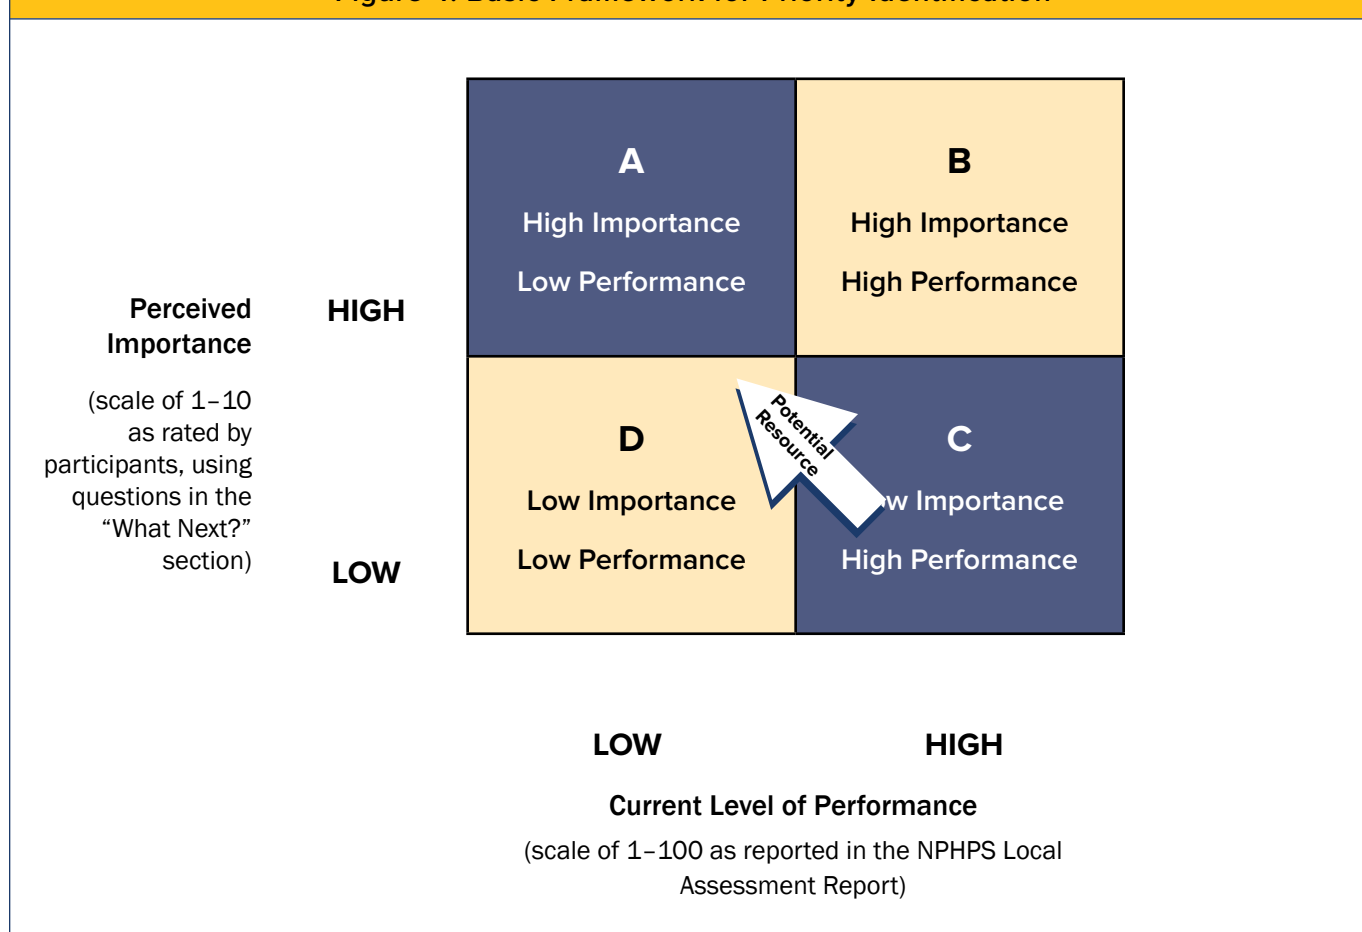 A
High Importance
Low Performance
B
High Importance
High Performance
Perceived
Importance
(scale of 1–10
as rated by
participants, using
questions in the
“What Next?”
section)
HIGH
LOW
D
Low Importance
Low Performance
Potential
Resource
C
Importance
High Performance
LOW
HIGH
Current Level of Performance
(scale of 1–100 as reported in the NPHPS Local
Assessment Report)